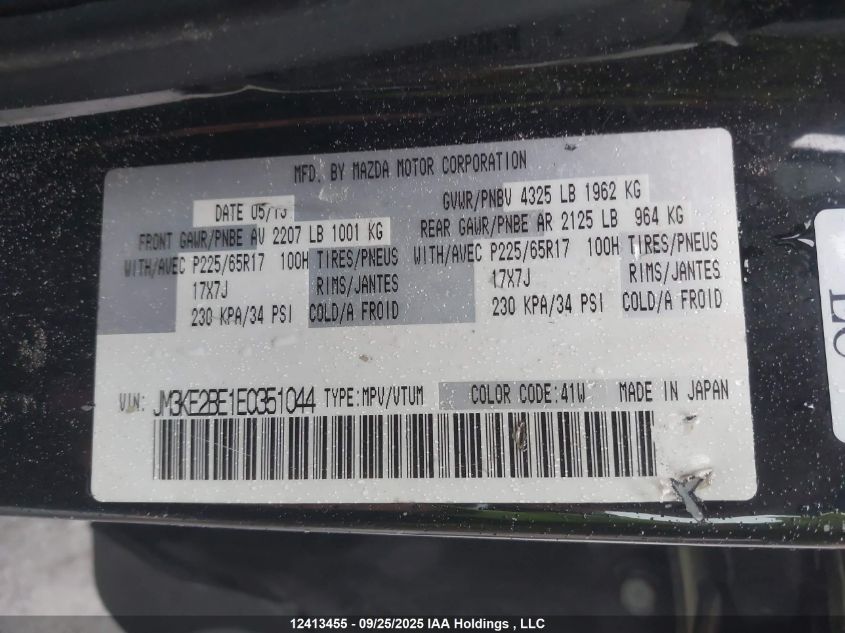 MFD. BY MAZDA MOTOR CORPORATION
DATE 05/13 GVWR/PNBV 4325 LB 1962 KG
FRONT GAWR/PNBE AV 2207 LB 1001 KG REAR GAWR/PNBE AR 2125 LB 964 KG
WITH/AVEC P225/65R17 100H TIRES/PNEUS WITH/AVEC P225/65R17 100H TIRES/PNEUS
17X7J RIMS/JANTES 17X7J RIMS/JANTES
230 KPA/34 PSI COLD/A FROID 230 KPA/34 PSI COLD/A FROID
VIN: JM3KE2BE1E0351044 TYPE:MPV/VTUM COLOR CODE:41W MADE IN JAPAN
12413455 - 09/25/2025 IAA Holdings , LLC